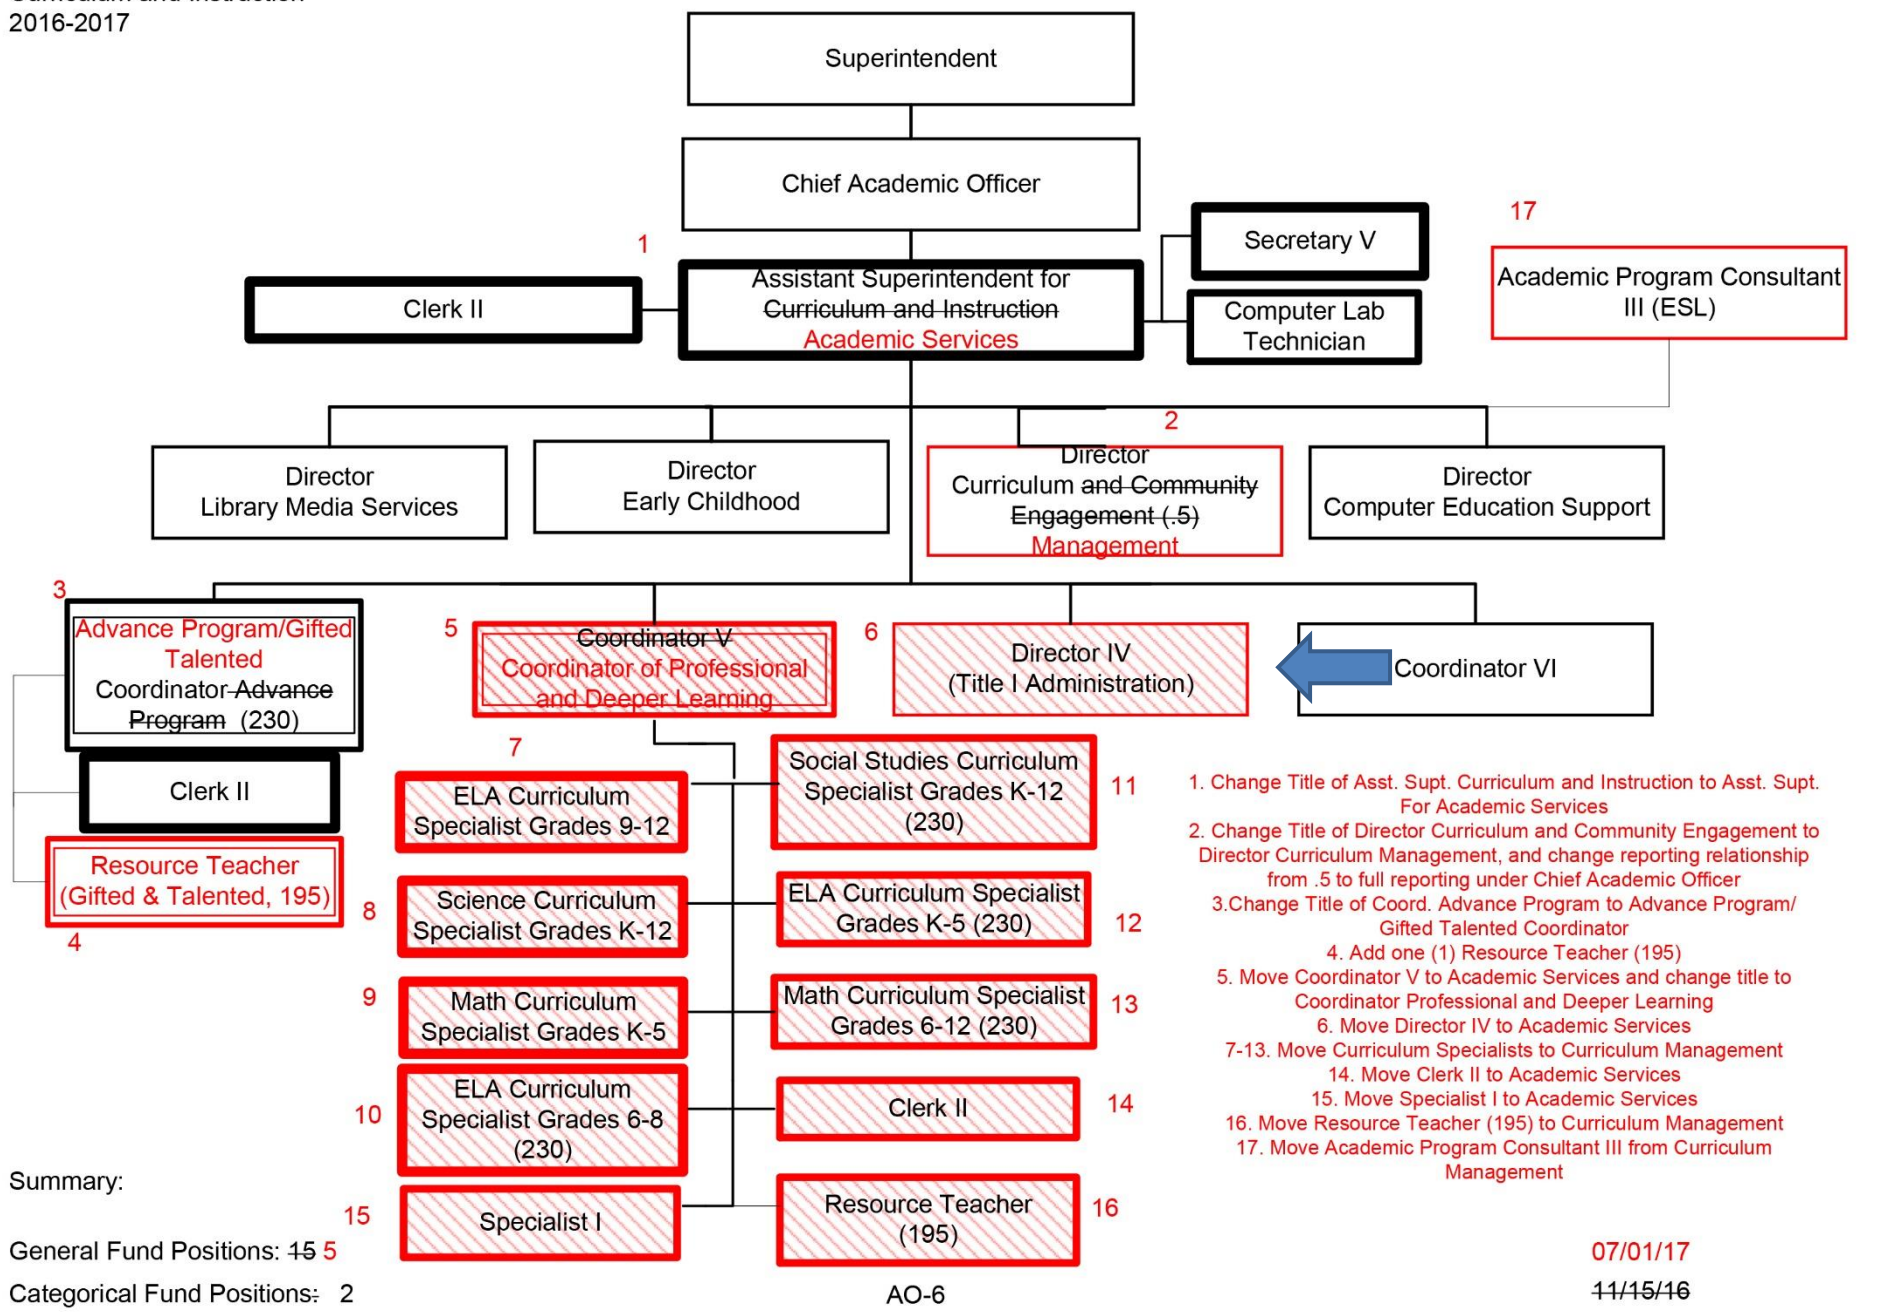 Curriculum and Instruction
2016-2017
Superintendent
Chief Academic Officer
1
Clerk II
Assistant Superintendent for
Curriculum and Instruction
Academic Services
Secretary V
Computer Lab
Technician
17
Academic Program Consultant
III (ESL)
Director
Library Media Services
Director
Early Childhood
2
Director
Curriculum and Community
Engagement (.5)
Management
Director
Computer Education Support
3
Advance Program/Gifted
Talented
Coordinator Advance
Program (230)
Clerk II
Resource Teacher
(Gifted & Talented, 195)
4
5
Coordinator V
Coordinator of Professional
and Deeper Learning
6
Director IV
(Title I Administration)
Coordinator VI
7
ELA Curriculum
Specialist Grades 9-12
Social Studies Curriculum
Specialist Grades K-12
(230)
11
8
Science Curriculum
Specialist Grades K-12
ELA Curriculum Specialist
Grades K-5 (230)
12
9
Math Curriculum
Specialist Grades K-5
Math Curriculum Specialist
Grades 6-12 (230)
13
10
ELA Curriculum
Specialist Grades 6-8
(230)
Clerk II
14
15
Specialist I
Resource Teacher
(195)
16
1. Change Title of Asst. Supt. Curriculum and Instruction to Asst. Supt.
For Academic Services
2. Change Title of Director Curriculum and Community Engagement to
Director Curriculum Management, and change reporting relationship
from .5 to full reporting under Chief Academic Officer
3.Change Title of Coord. Advance Program to Advance Program/
Gifted Talented Coordinator
4. Add one (1) Resource Teacher (195)
5. Move Coordinator V to Academic Services and change title to
Coordinator Professional and Deeper Learning
6. Move Director IV to Academic Services
7-13. Move Curriculum Specialists to Curriculum Management
14. Move Clerk II to Academic Services
15. Move Specialist I to Academic Services
16. Move Resource Teacher (195) to Curriculum Management
17. Move Academic Program Consultant III from Curriculum
Management
Summary:
General Fund Positions: 15 5
Categorical Fund Positions: 2
AO-6
07/01/17
11/15/16